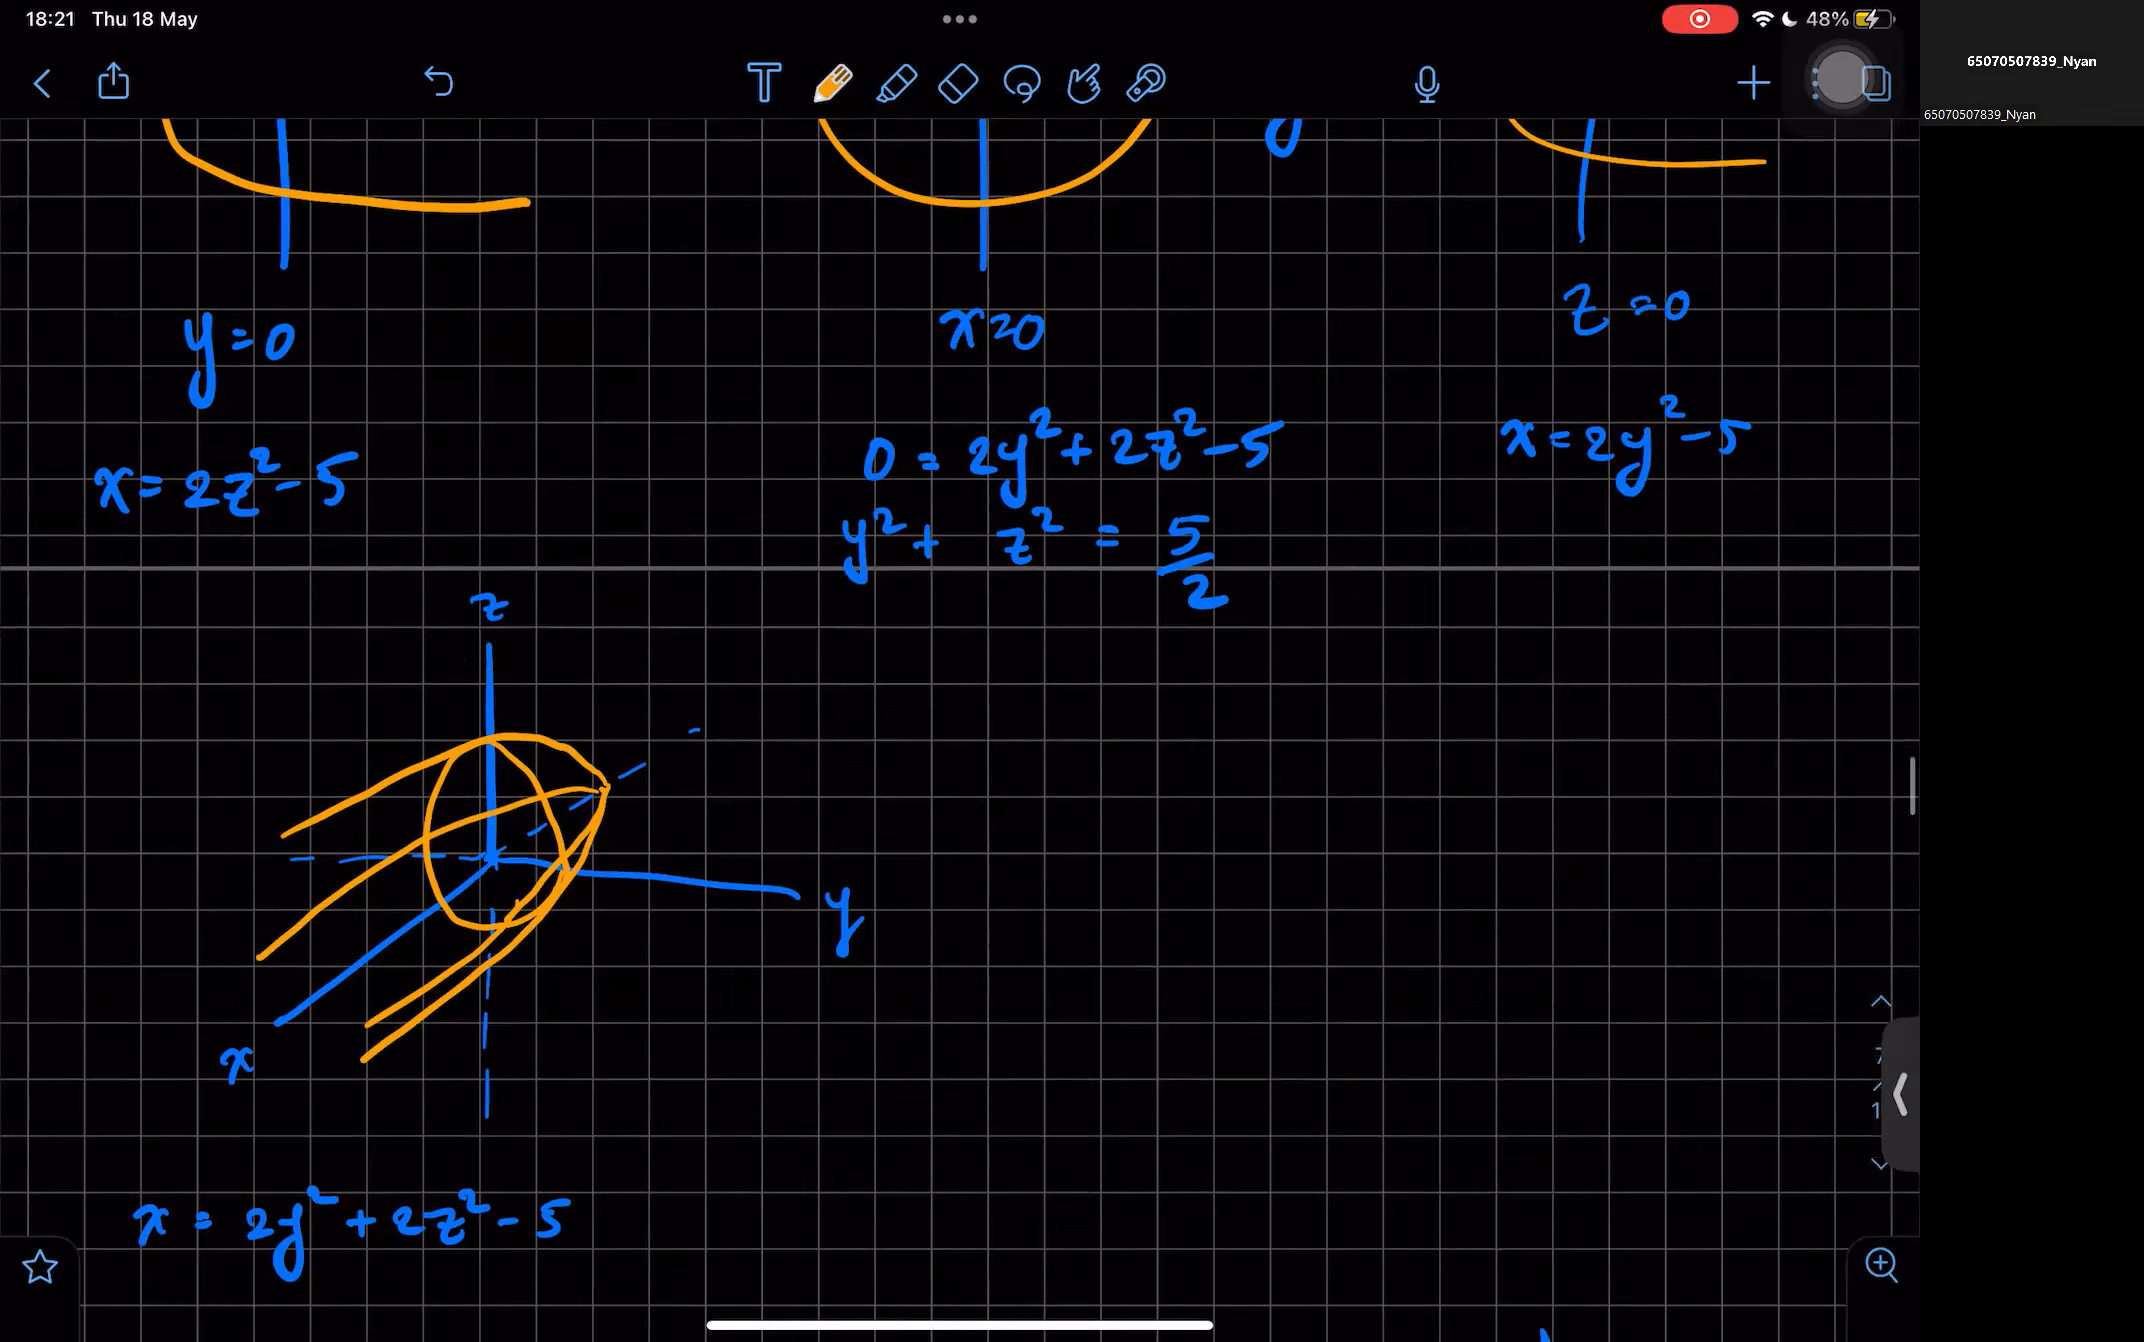 18:21 Thu 18 May
48%
65070507839_Nyan
65070507839_Nyan
y
y=0
x=0
z=0
x=2z²-5
0=2y²+2z²-5
x=2y²-5
y²+ z² = 5/2
z
y
x
x = 2y²+2z²-5